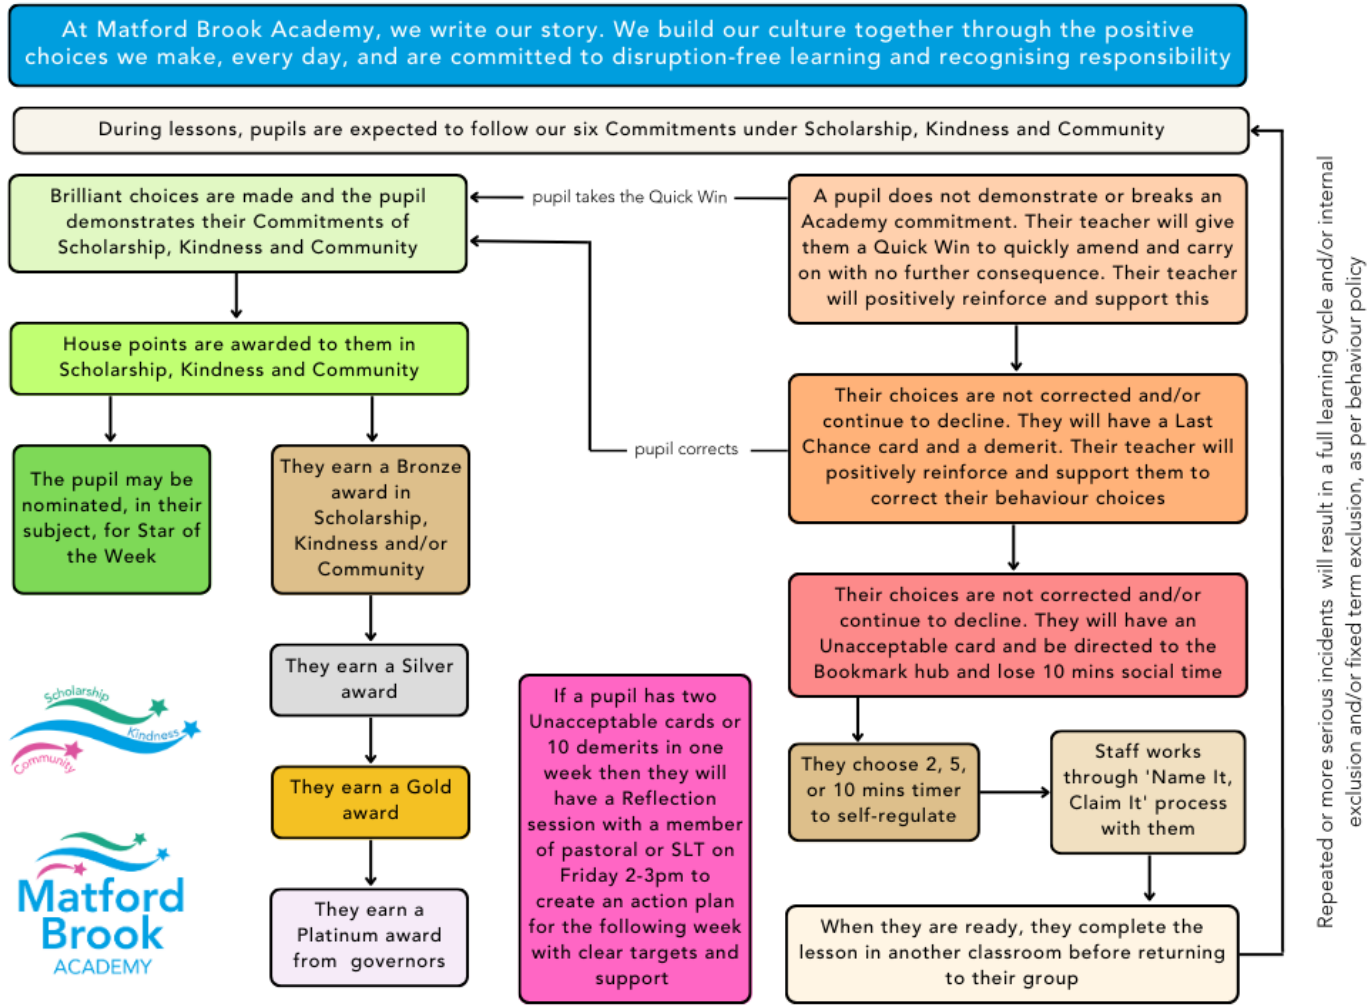 At Matford Brook Academy, we write our story. We build our culture together through the positive
choices we make, every day, and are committed to disruption-free learning and recognising responsibility
During lessons, pupils are expected to follow our six Commitments under Scholarship, Kindness and Community
Brilliant choices are made and the pupil
demonstrates their Commitments of
Scholarship, Kindness and Community
pupil takes the Quick Win
A pupil does not demonstrate or breaks an
Academy commitment. Their teacher will give
them a Quick Win to quickly amend and carry
on with no further consequence. Their teacher
will positively reinforce and support this
House points are awarded to them in
Scholarship, Kindness and Community
pupil corrects
Their choices are not corrected and/or
continue to decline. They will have a Last
Chance card and a demerit. Their teacher will
positively reinforce and support them to
correct their behaviour choices
The pupil may be
nominated, in their
subject, for Star of
the Week
They earn a Bronze
award in
Scholarship,
Kindness and/or
Community
Their choices are not corrected and/or
continue to decline. They will have an
Unacceptable card and be directed to the
Bookmark hub and lose 10 mins social time
They earn a Silver
award
They earn a Gold
award
They earn a
Platinum award
from governors
If a pupil has two
Unacceptable cards or
10 demerits in one
week then they will
have a Reflection
session with a member
of pastoral or SLT on
Friday 2-3pm to
create an action plan
for the following week
with clear targets and
support
They choose 2, 5,
or 10 mins timer
to self-regulate
Staff works
through 'Name It,
Claim It' process
with them
When they are ready, they complete the
lesson in another classroom before returning
to their group
Repeated or more serious incidents will result in a full learning cycle and/or internal
exclusion and/or fixed term exclusion, as per behaviour policy
Scholarship
Kindness
Community
Matford
Brook
ACADEMY